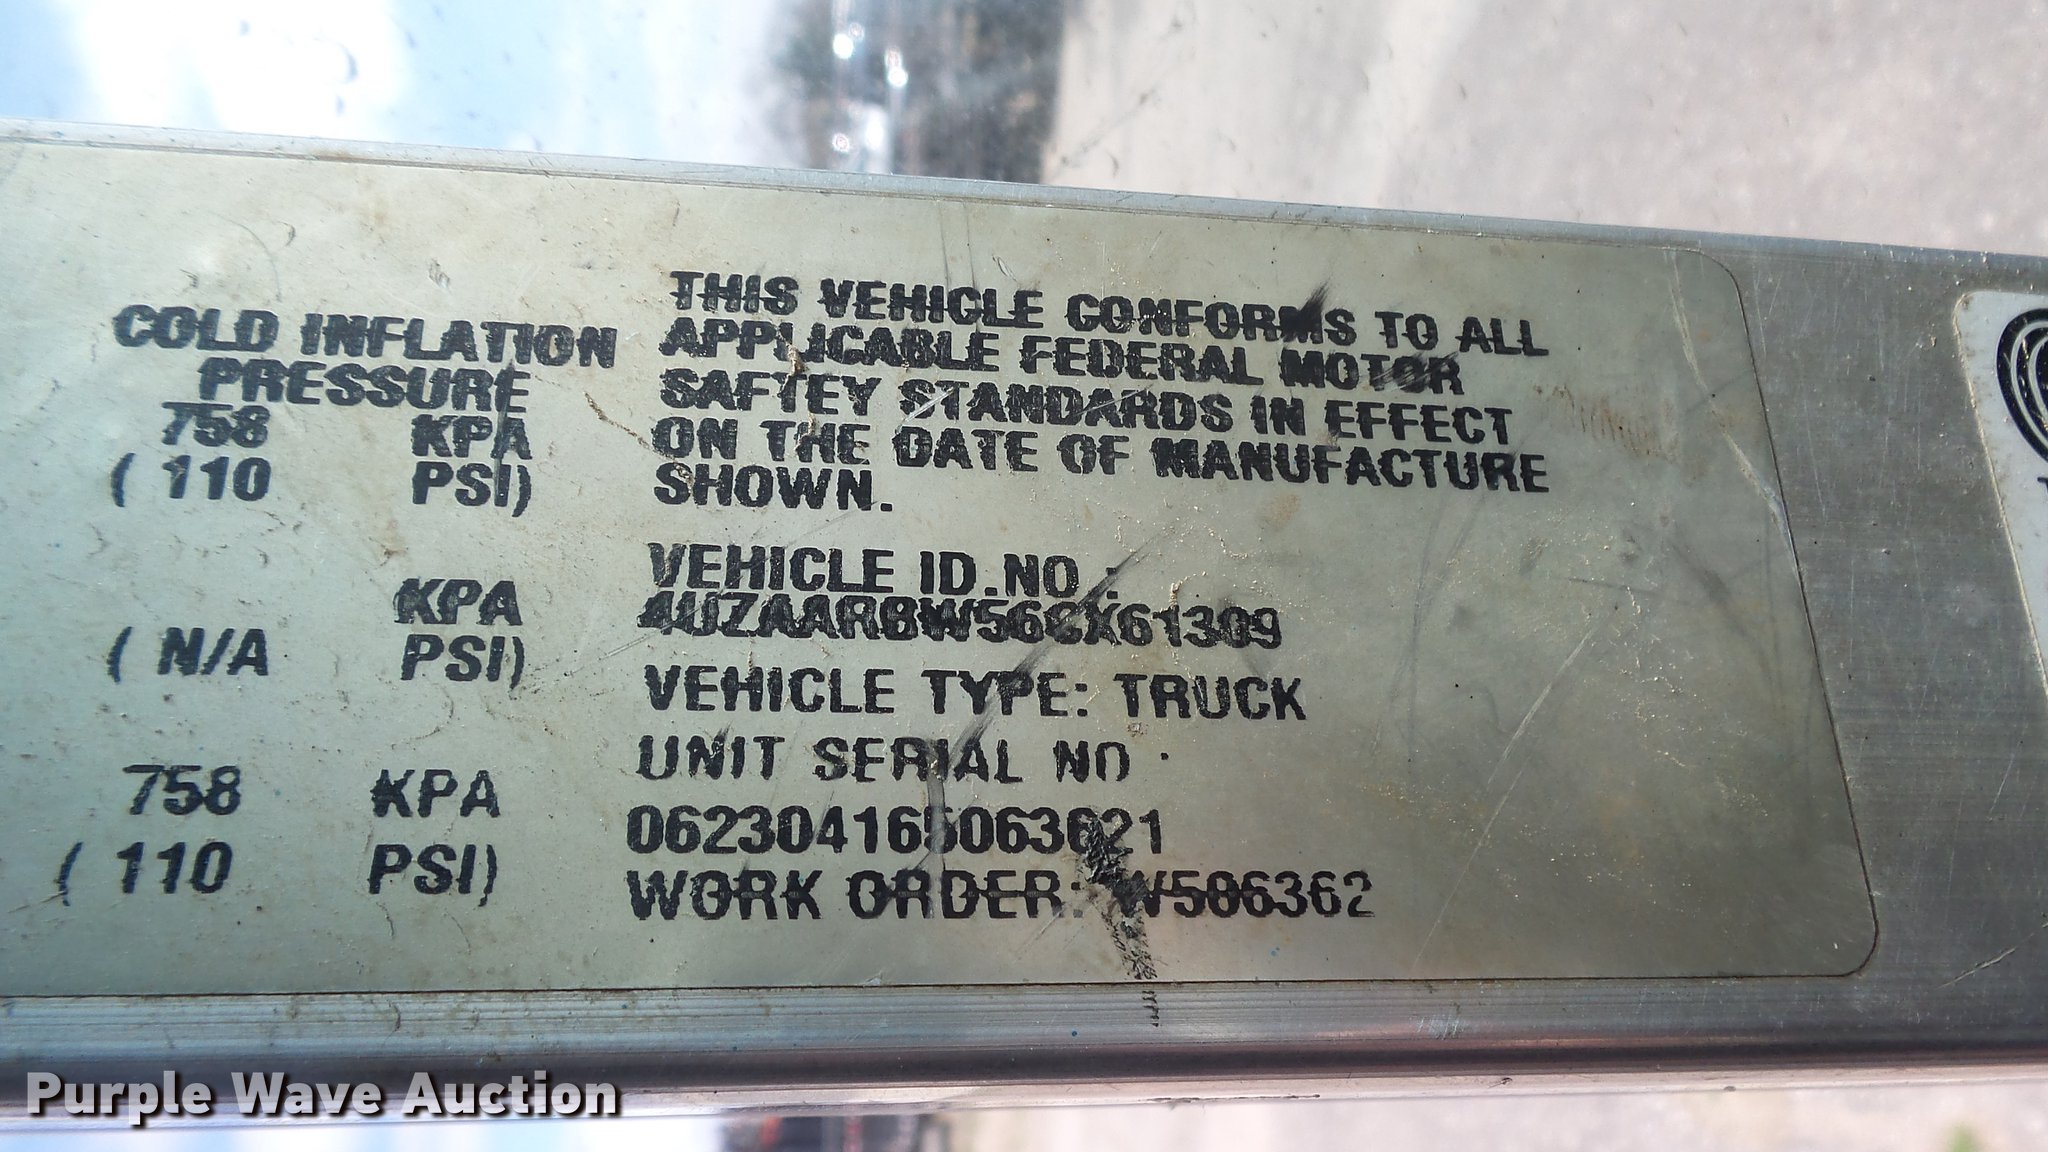 COLD INFLATION
PRESSURE
758 KPA
( 110 PSI)
KPA
( N/A PSI)
758 KPA
( 110 PSI)
THIS VEHICLE CONFORMS TO ALL
APPLICABLE FEDERAL MOTOR
SAFTEY STANDARDS IN EFFECT
ON THE DATE OF MANUFACTURE
SHOWN.
VEHICLE ID.NO :
4UZAARBW56CX61309
VEHICLE TYPE: TRUCK
UNIT SERIAL NO :
WORK ORDER: W506362
Purple Wave Auction